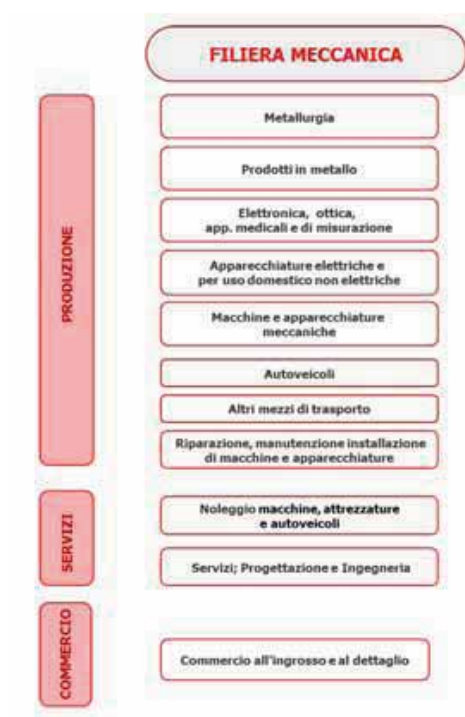 FILIERA MECCANICA
PRODUZIONE
Metallurgia
Prodotti in metallo
Elettronica, ottica,
app. medicali e di misurazione
Apparecchiature elettriche e
per uso domestico non elettriche
Macchine e apparecchiature
meccaniche
Autoveicoli
Altri mezzi di trasporto
Riparazione, manutenzione installazione
di macchine e apparecchiature
SERVIZI
Noleggio macchine, attrezzature
e autoveicoli
Servizi; Progettazione e Ingegneria
COMMERCIO
Commercio all'ingrosso e al dettaglio